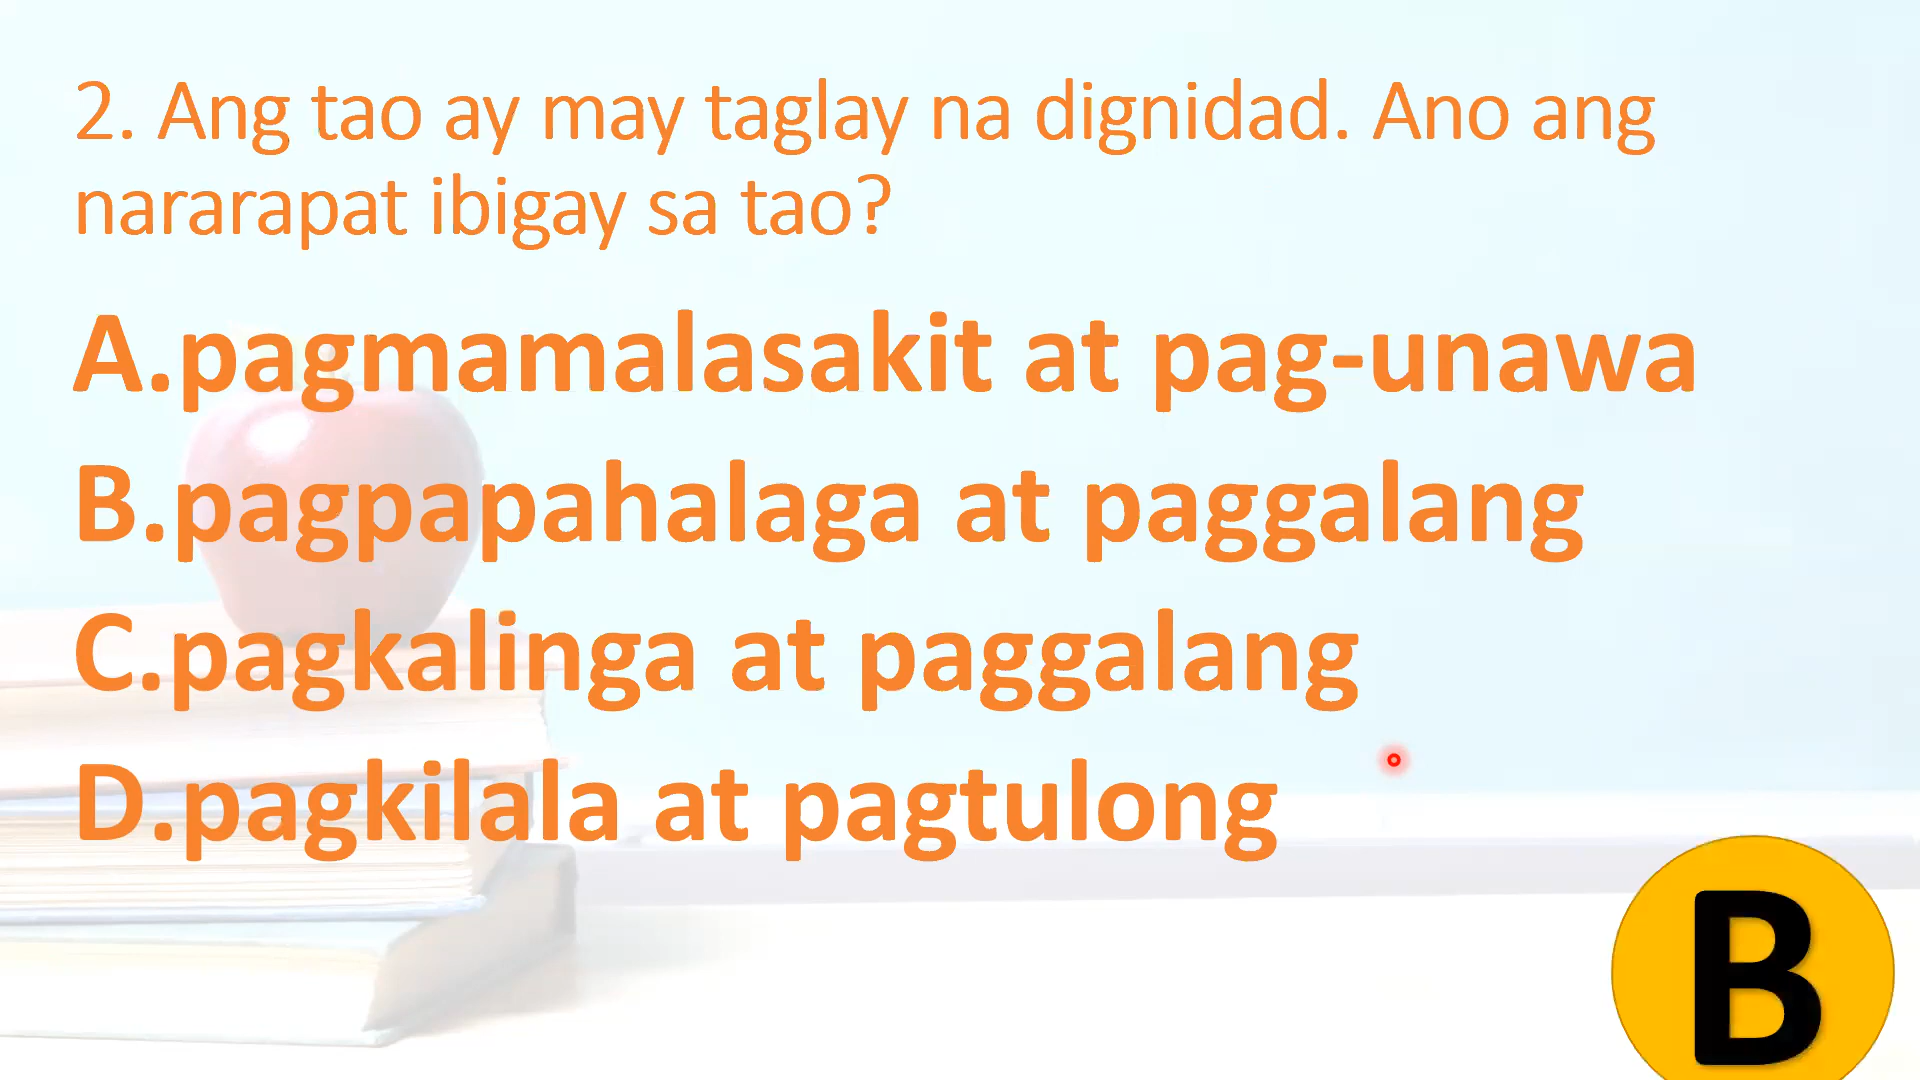 2. Ang tao ay may taglay na dignidad. Ano ang
nararapat ibigay sa tao?
A.pagmamalasakit at pag-unawa
B.pagpapahalaga at paggalang
C.pagkalinga at paggalang
D.pagkilala at pagtulong
B